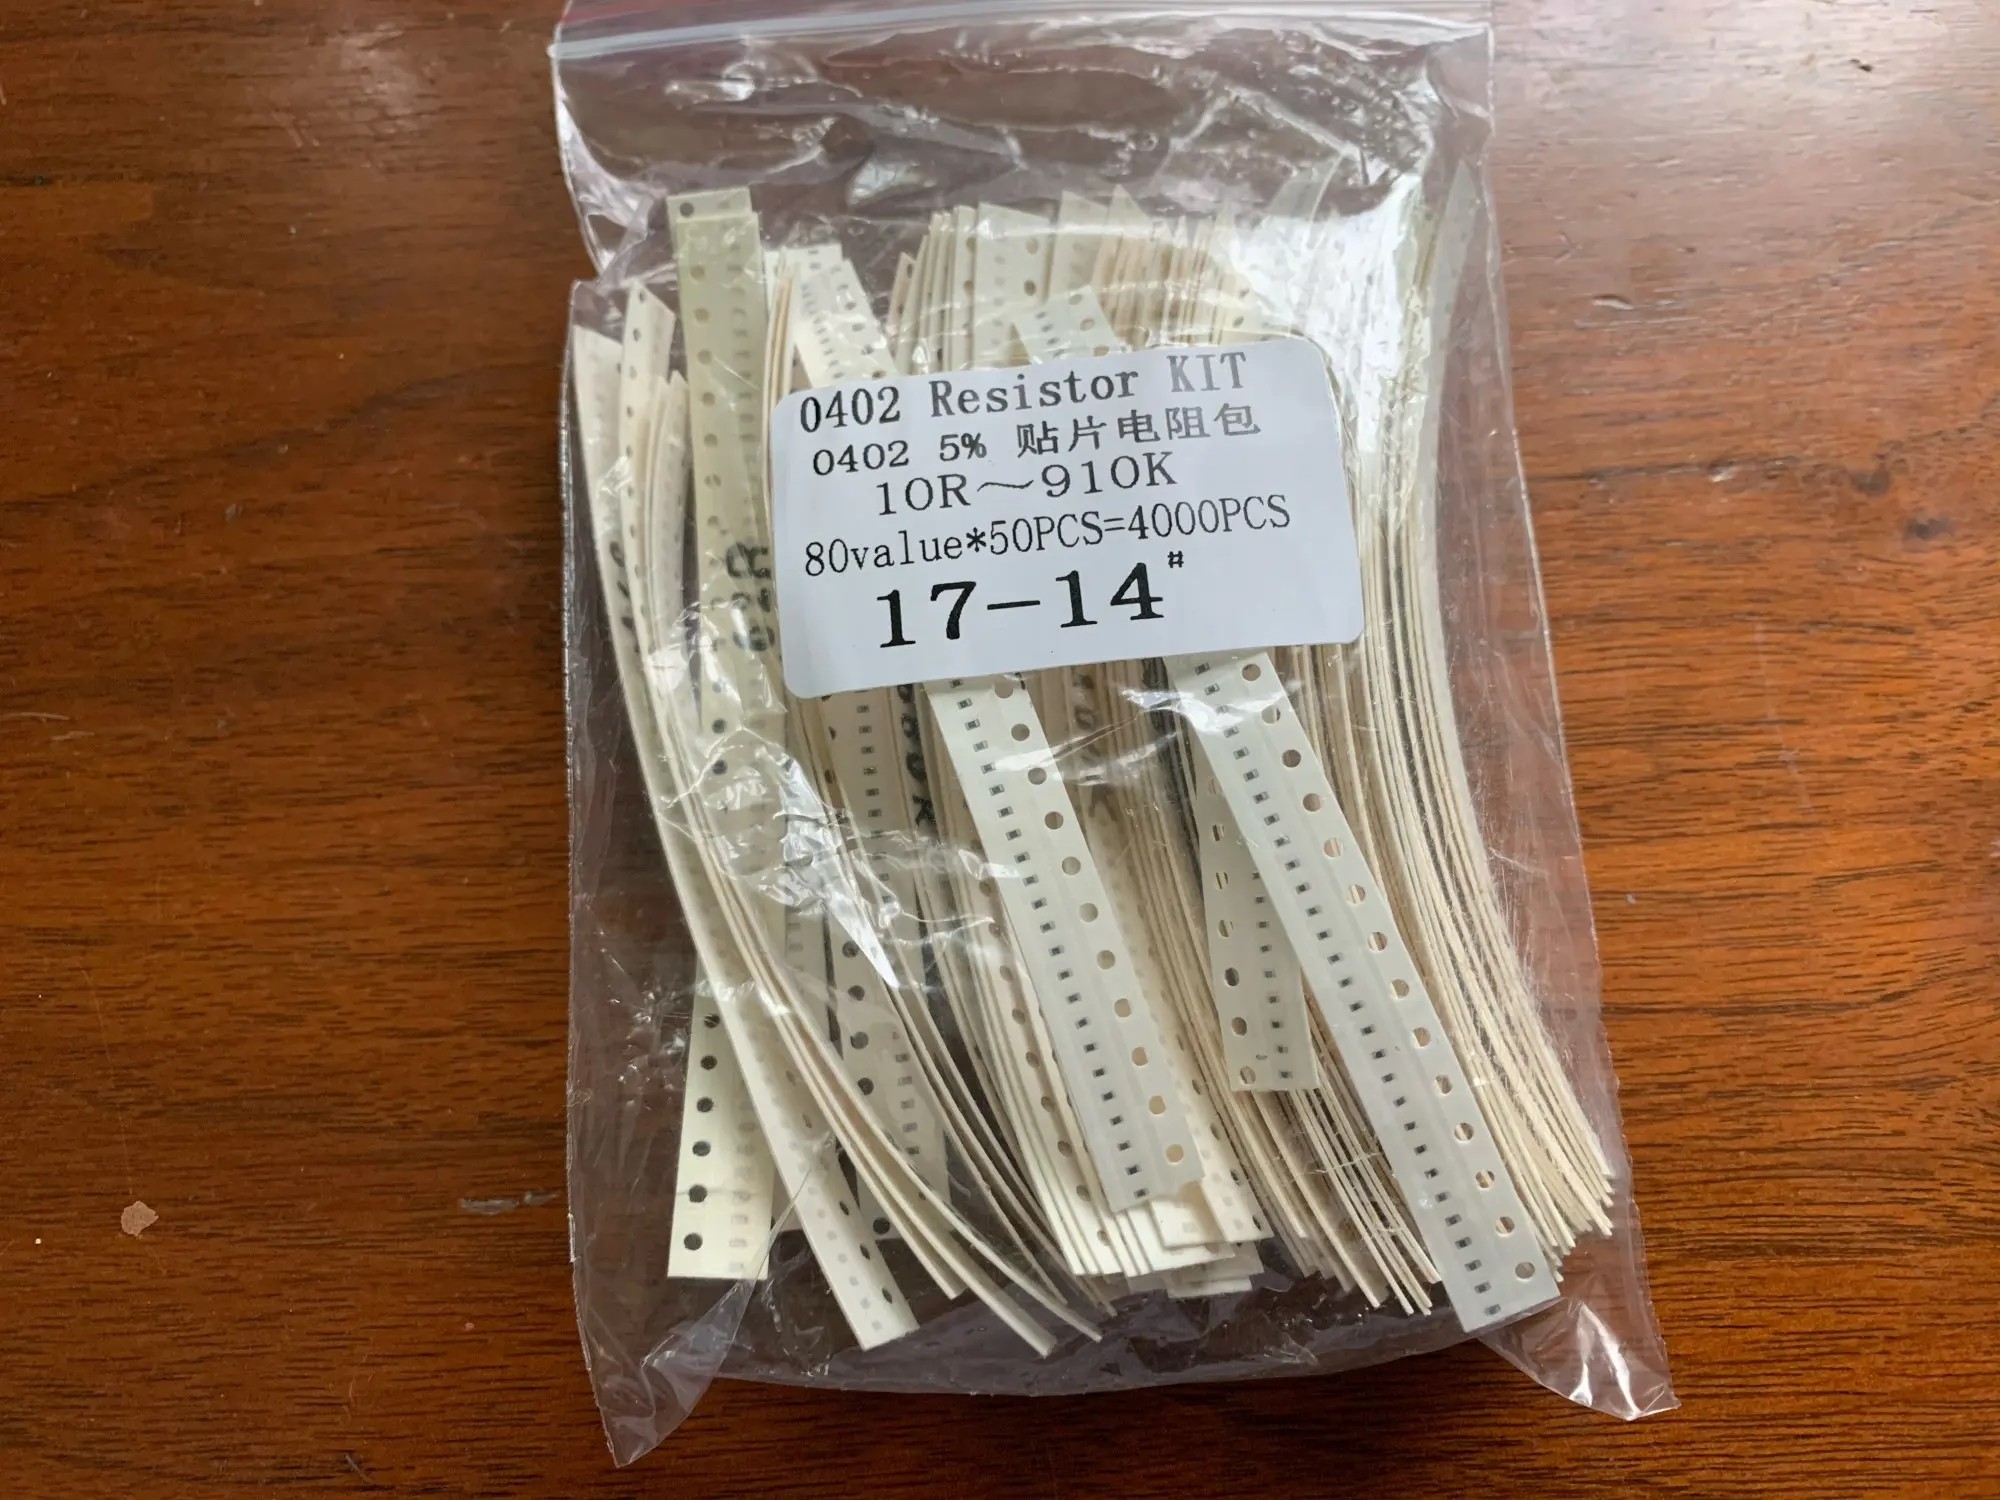 0402 Resistor KIT
0402 5% 贴片电阻包
10R～910K
80value*50PCS=4000PCS
17-14#